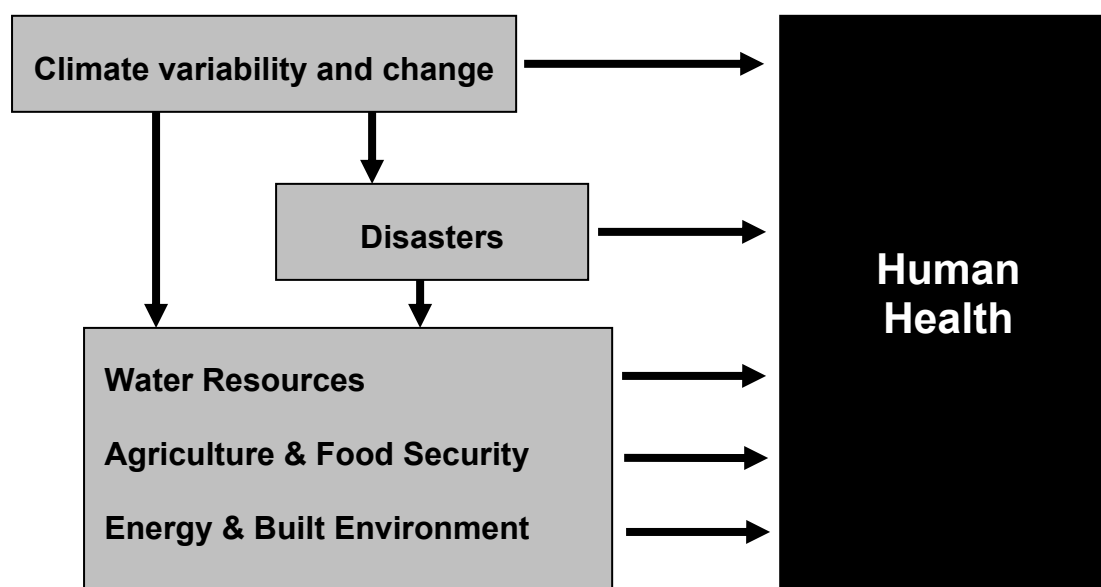 Climate variability and change
Disasters
Human
Health
Water Resources
Agriculture & Food Security
Energy & Built Environment